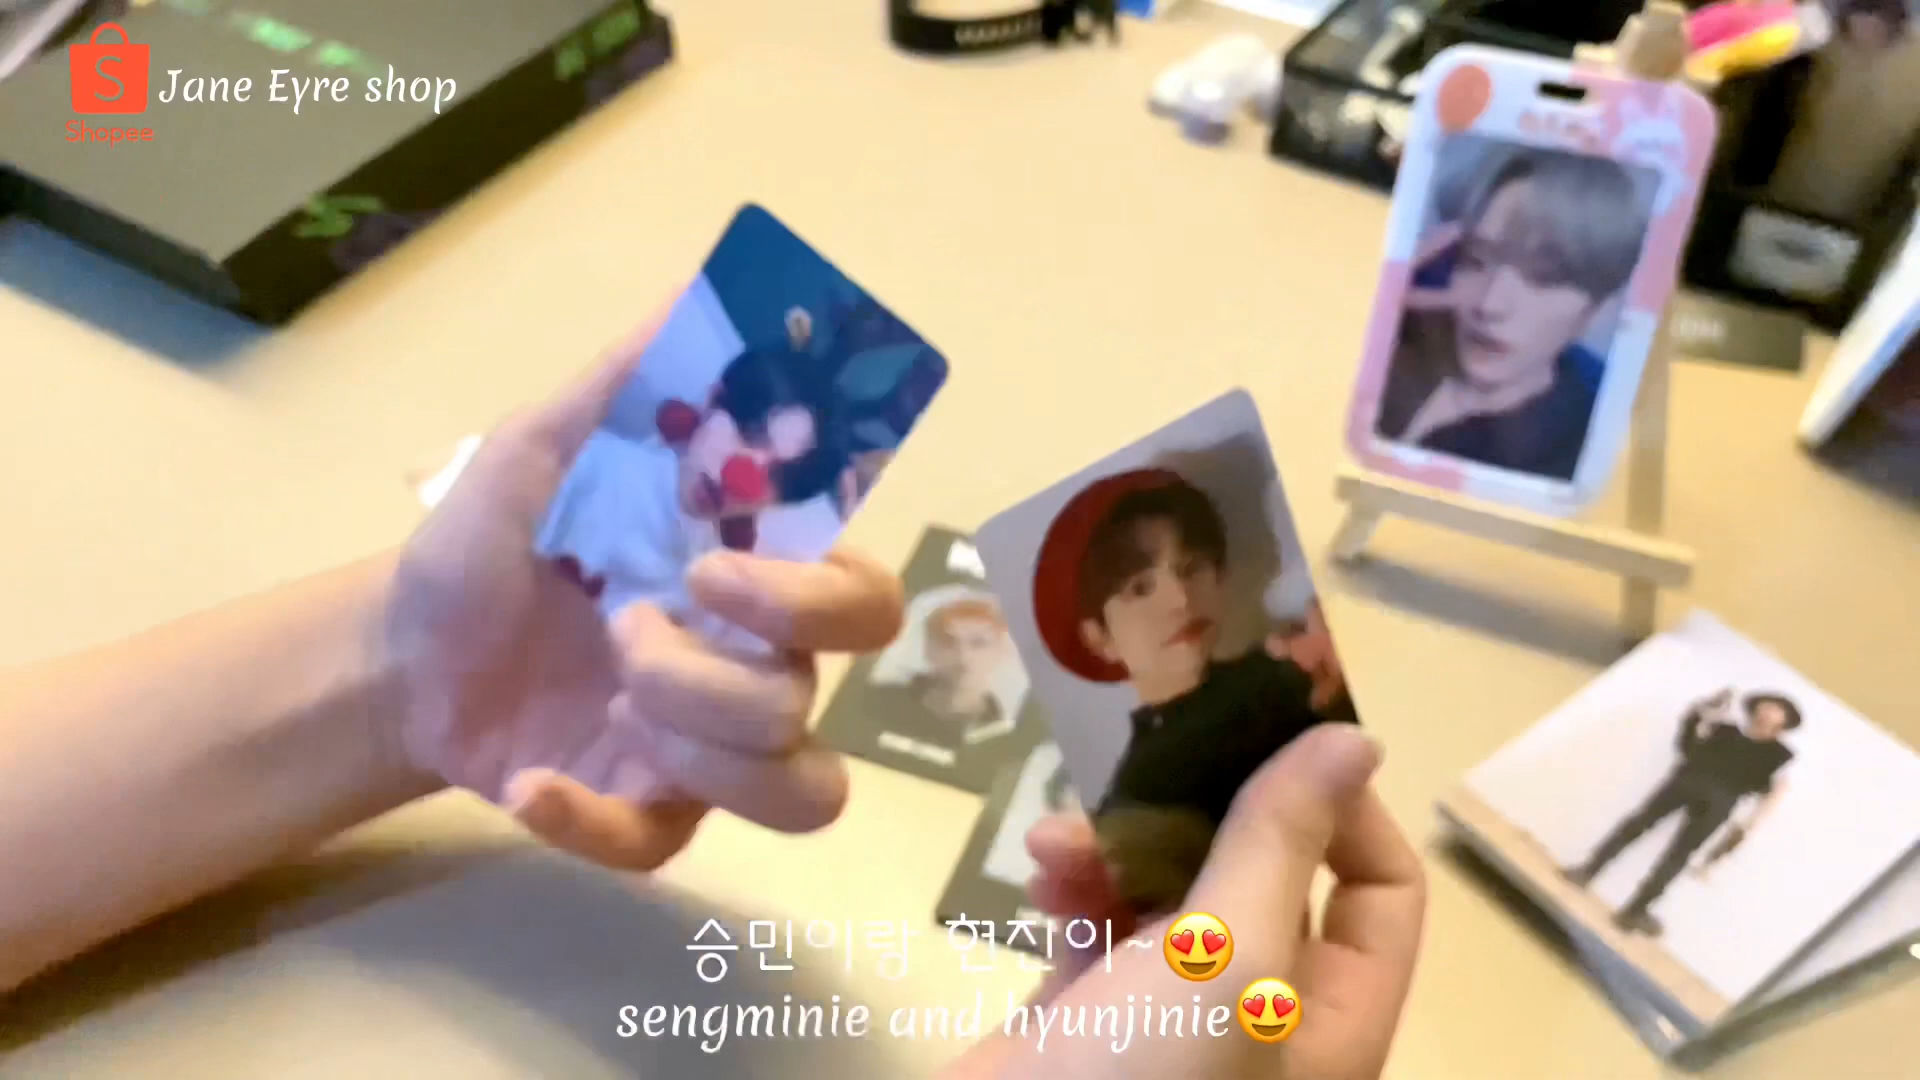 Jane Eyre shop
Shopee
승민이랑 현진이~😍
sengminie and hyunjinie😍